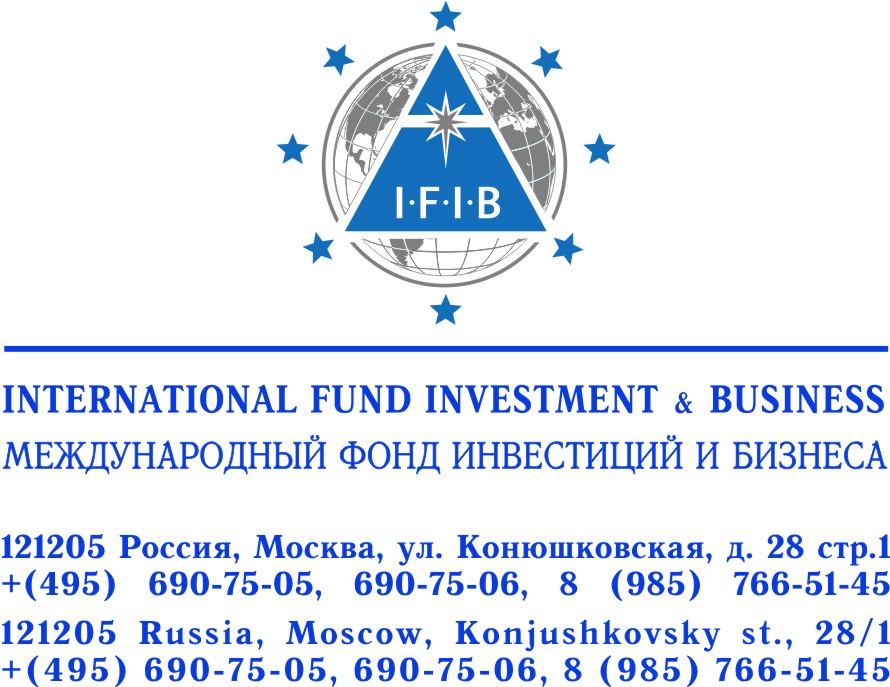 I·F·I·B
INTERNATIONAL FUND INVESTMENT & BUSINESS
МЕЖДУНАРОДНЫЙ ФОНД ИНВЕСТИЦИЙ И БИЗНЕСА
121205 Россия, Москва, ул. Конюшковская, д. 28 стр.1
+(495) 690-75-05, 690-75-06, 8 (985) 766-51-45
121205 Russia, Moscow, Konjushkovsky st., 28/1
+(495) 690-75-05, 690-75-06, 8 (985) 766-51-45